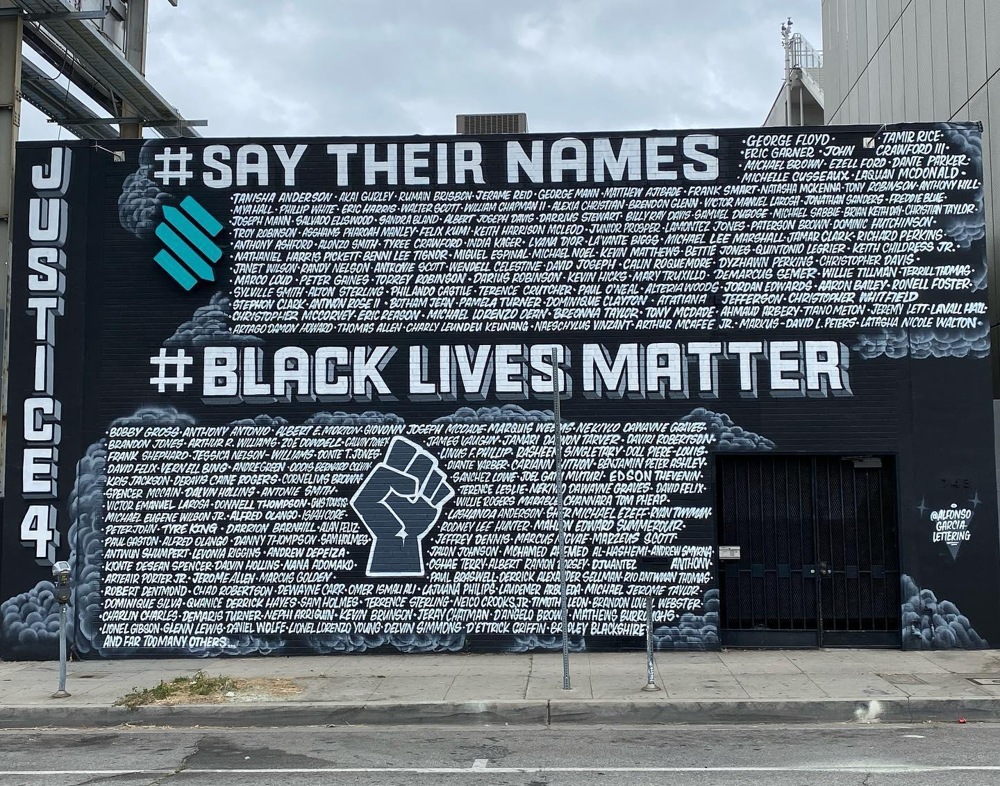 JUSTICE4
#SAY THEIR NAMES
·GEORGE FLOYD· TAMIR RICE·
ERIC GARNER·JOHN CRAWFORD III·
·MICHAEL BROWN·EZELL FORD·DANTE PARKER·
MICHELLE CUSSEAUX·LAQUAN MCDONALD·
TANISHA ANDERSON·AKAI GURLEY·RUMAIN BRISBON·JERAME REID·GEORGE MANN·MATTHEW AJIBADE·FRANK SMART·NATASHA MCKENNA·TONY ROBINSON·ANTHONY HILL·
MYA HALL·PHILLIP WHITE·ERIC HARRIS·WALTER SCOTT·WILLIAM CHAPMAN II·ALEXIA CHRISTIAN·BRENDON GLENN·VICTOR MANUEL LAROSA·JONATHAN SANDERS·FREDDIE BLUE·
JOSEPH MANN·SALVADO ELLSWOOD·SANDRA BLAND·ALBERT JOSEPH DAVIS·DARRIUS STEWART·BILLY RAY DAVIS·SAMUEL DUBOSE·MICHAEL SABBIE·BRIAN KEITH DAY·CHRISTIAN TAYLOR·
TROY ROBINSON·ASSHAMS PHAROAH MANLEY·FELIX KUMI·KEITH HARRISON MCLEOD·JUNIOR PROSPER·LAMONTEZ JONES·PATERSON BROWN·DOMINIC HUTCHINSON·
·ANTHONY ASHFORD·ALONZO SMITH·TYREE CRAWFORD·INDIA KAGER·LYANA DIOR·LA'VANTE BIGGS·MICHAEL LEE MARSHALL·JAMAR CLARK·RICHARD PERKINS·
NATHANIEL HARRIS PICKETT·BENNI LEE TIGNOR·MIGUEL ESPINAL·MICHAEL NOEL·KEVIN MATTHEWS·BETTIE JONES·QUINTONIO LEGRIER·KEITH CHILDRESS JR.·
·JANET WILSON·RANDY NELSON·ANTRONIE SCOTT·WENDELL CELESTINE·DAVID JOSEPH·CALIN ROQUEMORE·DYZHAWN PERKINS·CHRISTOPHER DAVIS·
·MARCO LOUD·PETER GAINES·TORREY ROBINSON·DARIUS ROBINSON·KEVIN HICKS·MARY TRUXILLO·DEMARCUS SEMER·WILLIE TILLMAN·TERRILL THOMAS·
SYLVILLE SMITH·ALTON STERLING·PHILANDO CASTILE·TERENCE CRUTCHER·PAUL O'NEAL·ALTERIA WOODS·JORDAN EDWARDS·AARON BAILEY·RONELL FOSTER·
·STEPHON CLARK·ANTWON ROSE II·BOTHAM JEAN·PAMELA TURNER·DOMINIQUE CLAYTON·ATATIANA JEFFERSON·CHRISTOPHER WHITFIELD
·CHRISTOPHER MCCORVEY·ERIC REASON·MICHAEL LORENZO DEAN·BREONNA TAYLOR·TONY MCDADE·AHMAUD ARBERY·TTANO METON·JEREMY LETT·LAVALL HALL
·ARTAGO DAMON HOWARD·THOMAS ALLEN·CHARLY LEUNDEU KEUNANG·NAESCHYLUS VINZANT·ARTHUR MCAFEE JR.·MARKUS-DAVID L.PETERS·LATASHA NICOLE WALTON·
#BLACK LIVES MATTER
·BOBBY GROSS·ANTHONY ANTONIO·ALBERT E.MORTON·GIOVONN JOSEPH MCDADE·MARQUIS ·NEKIYLO DAWAYNE GRAVES·
·BRANDON JONES·ARTHUR R.WILLIAMS·ZOE DOWDELL·CALVIN TONEY JAMES VAUGHN·JAMARI TARVER·DAVIRI ROBERTSON·
·FRANK SHEPHARD·JESSICA NELSON-WILLIAMS·DONTE T.JONES· LINUS F.PHILLIP·RASHEEN SINGLETARY·DOLL PIERE-LOUIS·
DAVID FELIX·VERNELL BING·ANDRE GREEN·ODDIS BERNARD COLVIN DIANTE YARBER·CARIANN HITHON·BENJAMIN PETER ASHLEY·
·KRIS JACKSON·DERAVIS CAINE ROGERS·CORNELIUS BROWN ·SANCHEZ LOWE·JOEL MUTURI·EDSON THEVENIN·
SPENCER MCCAIN·DALVIN HOLLINS·ANTONIE SMITH· ·TERENCE LESLIE·NEKIYLO DAWAYNE GRAVES·DAVID FELIX·
VICTOR EMANUEL LAROSA·DONNELL THOMPSON·GUS TOUSIS· ·WILLIE ROGERS MARABLE·CHANNARA TOM PHEAP·
·MICHAEL EUGENE WILSON JR.·ALFRED OLANGO·ISIAH CORE· ·LASHANDA ANDERSON·SHER MICHAEL EZEFF·RYAN TWYMAN·
·PETER JOHN·TYRE KING·DARRION BARNHILL·ALAN FELIZ· RODNEY LEE HUNTER·MAHLON EDWARD SUMMEROUR·
·PAUL GASTON·ALFRED OLANGO·DANNY THOMPSON·SAM HOLMES· ·JEFFREY DENNIS·MARCUS MCVAE·MARZEUS SCOTT·
·ANTWUN SHUMPERT·LEVONIA RIGGINS·ANDREW DEPEIZA· ·JALON JOHNSON·MOHAMED AHEMED AL-HASHEMI·ANDREW SMYRNA
·KIONTE DESEAN SPENCER·DALVIN HOLLINS·NANA ADOMAKO· ·OSHAE TERRY·ALBERT RAMON DORSEY·DJUANTEZ ANTHONY
ARTEAIR PORTER JR.·JEROME ALLEN·MARCUS GOLDEN· ·PAUL BRASWELL·DERRICK ALEXANDER SELLMAN·RIO ANTWUAN THOMAS·
·ROBERT DENTMOND·CHAD ROBERTSON·DEWAYNE CARR·OMER ISMALI ALI·LAJUANA PHILIPS·LAUDEMER ARBOLEDA·MICHAEL JEROME TAYLOR·
·DOMINIQUE SILVA·QUANICE DERRICK HAYES·SAM HOLMES·TERRENCE STERLING·NEICO CROOKS,JR·TIMOTHY LEON·BRANDON LOVELL WEBSTER·
·CHARLIN CHARLES·DEMARIS TURNER·NEPHI ARRIGUIN·KEVIN BRUNSON·JERAY CHATMAN·D'ANGELO BROWN·MATHEWS BURROUGHS·
·LIONEL GIBSON·GLENN LEWIS·DANIEL WOLFE·LIONEL LORENZO YOUNG·DELVIN SIMMONS·D'ETTRICK GRIFFIN·BRADLEY BLACKSHIRE·
AND FAR TOO MANY OTHERS...
743
@ALFONSO
GARCIA
LETTERING